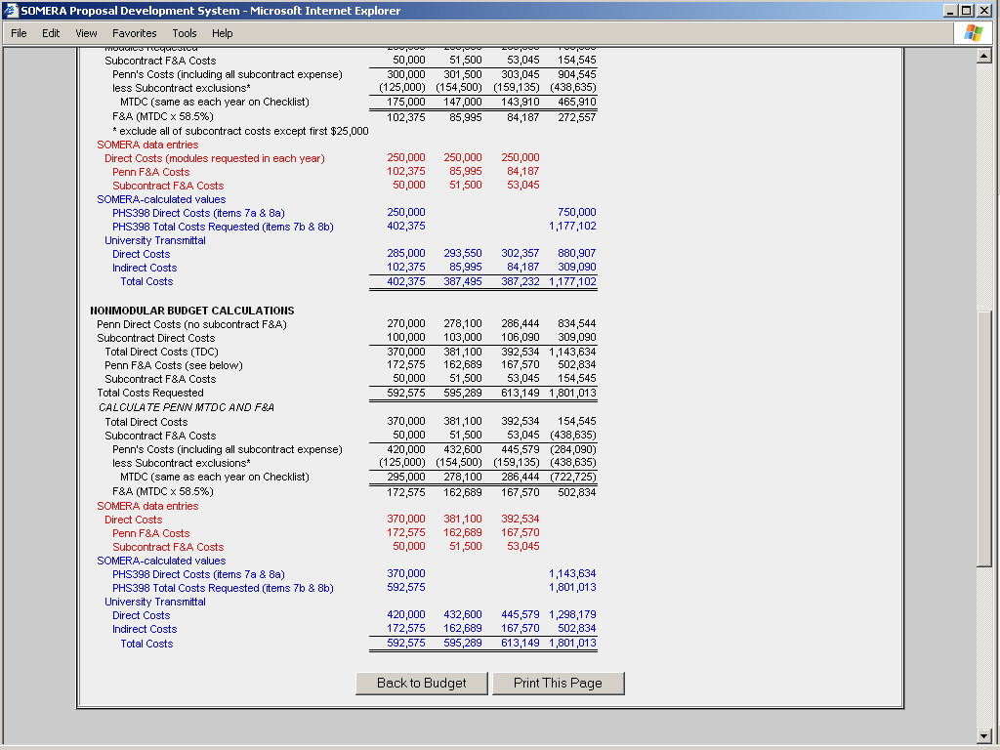 SOMERA Proposal Development System - Microsoft Internet Explorer
File Edit View Favorites Tools Help
Modules Requested
Subcontract F&A Costs 50,000 51,500 53,045 154,545
Penn's Costs (including all subcontract expense) 300,000 301,500 303,045 904,545
less Subcontract exclusions* (125,000) (154,500) (159,135) (438,635)
MTDC (same as each year on Checklist) 175,000 147,000 143,910 465,910
F&A (MTDC x 58.5%) 102,375 85,995 84,187 272,557
* exclude all of subcontract costs except first $25,000
SOMERA data entries
Direct Costs (modules requested in each year) 250,000 250,000 250,000
Penn F&A Costs 102,375 85,995 84,187
Subcontract F&A Costs 50,000 51,500 53,045
SOMERA-calculated values
PHS398 Direct Costs (items 7a & 8a) 250,000 750,000
PHS398 Total Costs Requested (items 7b & 8b) 402,375 1,177,102
University Transmittal
Direct Costs 285,000 293,550 302,357 880,907
Indirect Costs 102,375 85,995 84,187 309,090
Total Costs 402,375 387,495 387,232 1,177,102
NONMODULAR BUDGET CALCULATIONS
Penn Direct Costs (no subcontract F&A) 270,000 278,100 286,444 834,544
Subcontract Direct Costs 100,000 103,000 106,090 309,090
Total Direct Costs (TDC) 370,000 381,100 392,534 1,143,634
Penn F&A Costs (see below) 172,575 162,689 167,570 502,834
Subcontract F&A Costs 50,000 51,500 53,045 154,545
Total Costs Requested 592,575 595,289 613,149 1,801,013
CALCULATE PENN MTDC AND F&A
Total Direct Costs 370,000 381,100 392,534 154,545
Subcontract F&A Costs 50,000 51,500 53,045 (438,635)
Penn's Costs (including all subcontract expense) 420,000 432,600 445,579 (284,090)
less Subcontract exclusions* (125,000) (154,500) (159,135) (438,635)
MTDC (same as each year on Checklist) 295,000 278,100 286,444 (722,725)
F&A (MTDC x 58.5%) 172,575 162,689 167,570 502,834
SOMERA data entries
Direct Costs 370,000 381,100 392,534
Penn F&A Costs 172,575 162,689 167,570
Subcontract F&A Costs 50,000 51,500 53,045
SOMERA-calculated values
PHS398 Direct Costs (items 7a & 8a) 370,000 1,143,634
PHS398 Total Costs Requested (items 7b & 8b) 592,575 1,801,013
University Transmittal
Direct Costs 420,000 432,600 445,579 1,298,179
Indirect Costs 172,575 162,689 167,570 502,834
Total Costs 592,575 595,289 613,149 1,801,013
Back to Budget Print This Page